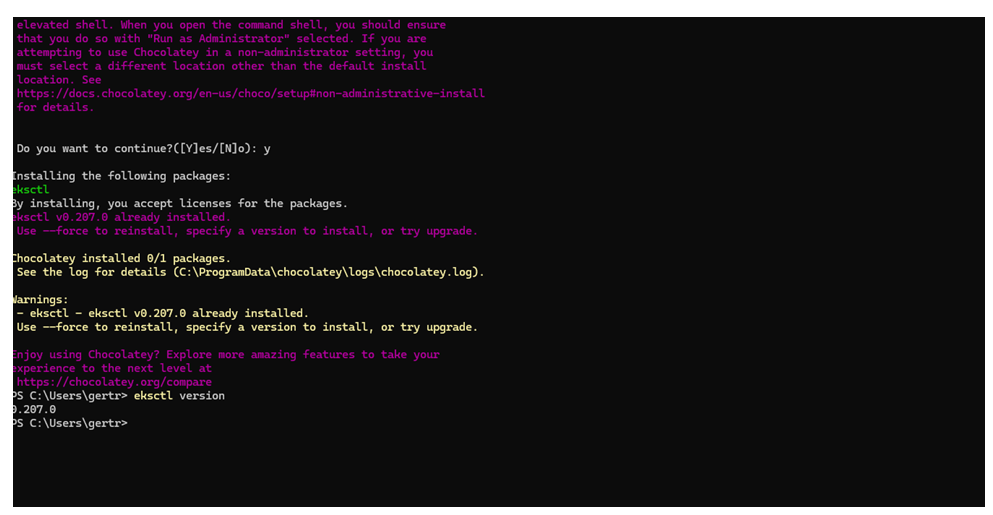 elevated shell. When you open the command shell, you should ensure
that you do so with "Run as Administrator" selected. If you are
attempting to use Chocolatey in a non-administrator setting, you
must select a different location other than the default install
location. See
https://docs.chocolatey.org/en-us/choco/setup#non-administrative-install
for details.
Do you want to continue?([Y]es/[N]o): y
Installing the following packages:
eksctl
By installing, you accept licenses for the packages.
eksctl v0.207.0 already installed.
Use --force to reinstall, specify a version to install, or try upgrade.
Chocolatey installed 0/1 packages.
See the log for details (C:\ProgramData\chocolatey\logs\chocolatey.log).
Warnings:
- eksctl - eksctl v0.207.0 already installed.
Use --force to reinstall, specify a version to install, or try upgrade.
Enjoy using Chocolatey? Explore more amazing features to take your
experience to the next level at
https://chocolatey.org/compare
PS C:\Users\gertr> eksctl version
0.207.0
PS C:\Users\gertr>